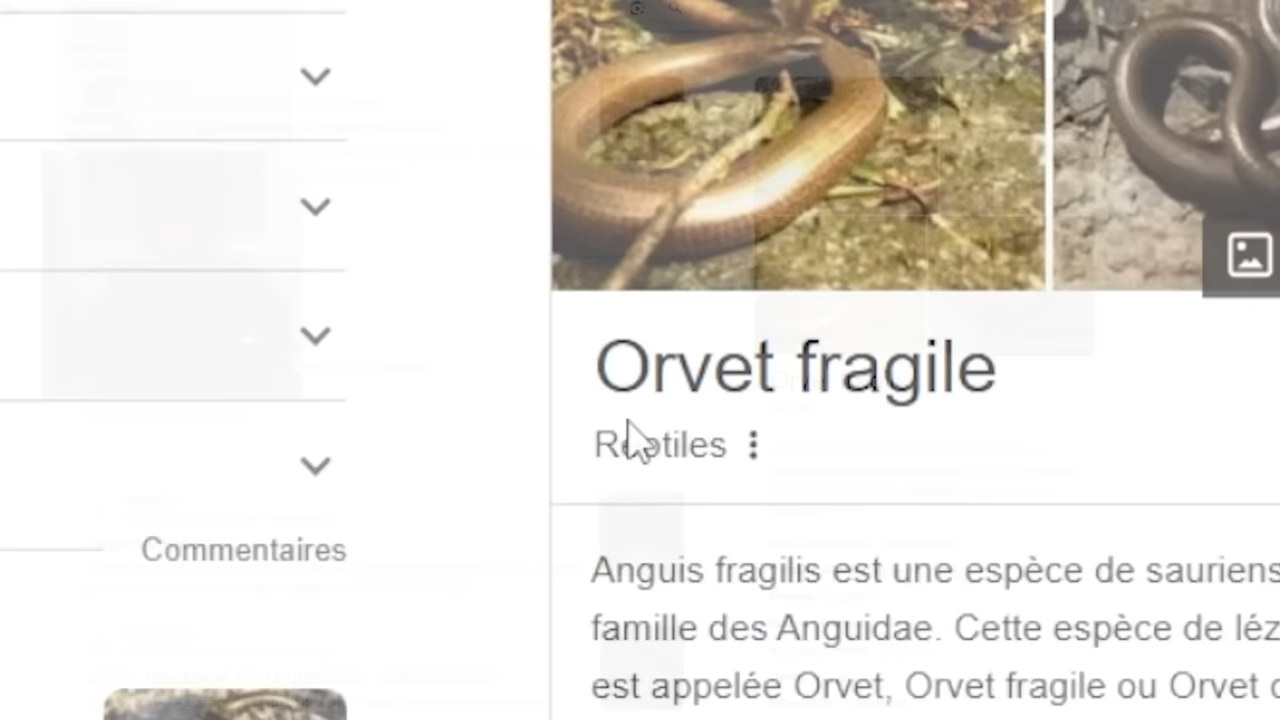 Orvet fragile
Reptiles
Commentaires
Anguis fragilis est une espèce de sauriens
famille des Anguidae. Cette espèce de léz
est appelée Orvet, Orvet fragile ou Orvet